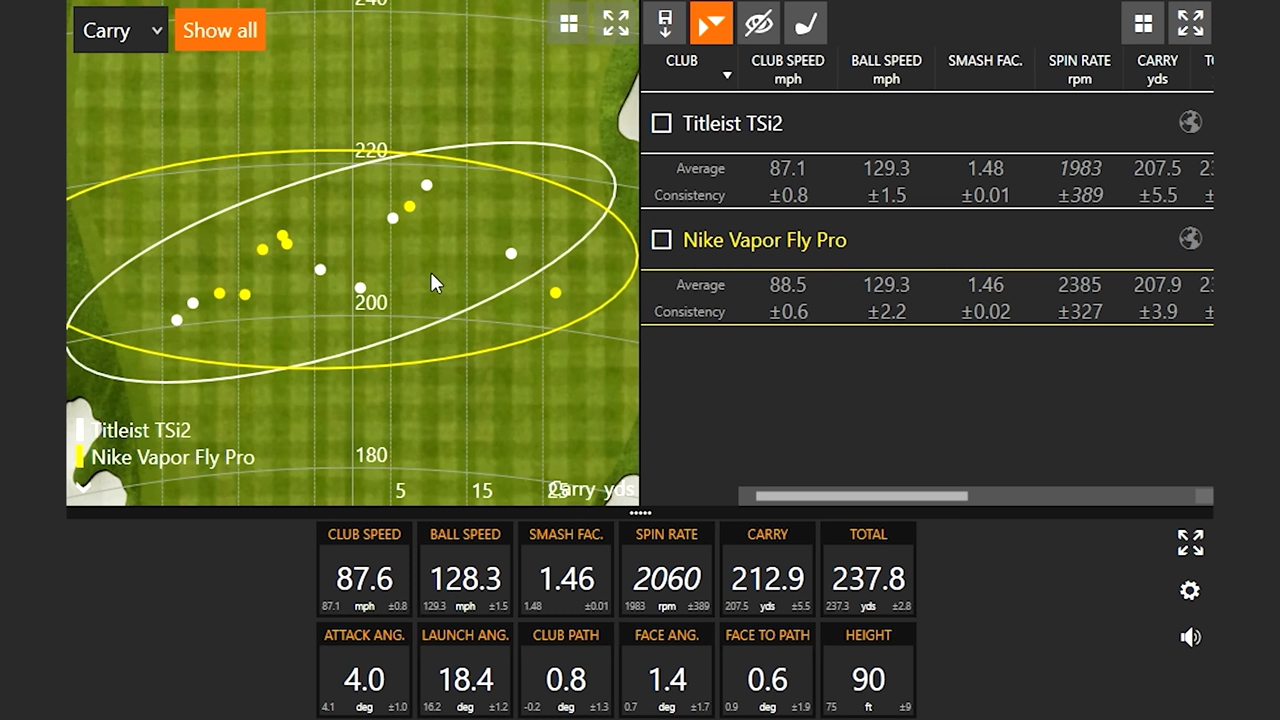 240
Carry Show all
220
200
180
5 15 25
Carry yds
Titleist TSi2
Nike Vapor Fly Pro
CLUB CLUB SPEED mph BALL SPEED mph SMASH FAC. SPIN RATE rpm CARRY yds
Titleist TSi2
Average 87.1 129.3 1.48 1983 207.5
Consistency ±0.8 ±1.5 ±0.01 ±389 ±5.5 ±
Nike Vapor Fly Pro
Average 88.5 129.3 1.46 2385 207.9
Consistency ±0.6 ±2.2 ±0.02 ±327 ±3.9 ±
CLUB SPEED BALL SPEED SMASH FAC. SPIN RATE CARRY TOTAL
87.6 128.3 1.46 2060 212.9 237.8
87.1 mph ±0.8 129.3 mph ±1.5 1.48 ±0.01 1983 rpm ±389 207.5 yds ±5.5 237.3 yds ±2.8
ATTACK ANG. LAUNCH ANG. CLUB PATH FACE ANG. FACE TO PATH HEIGHT
4.0 18.4 0.8 1.4 0.6 90
4.1 deg ±1.0 16.2 deg ±1.2 -0.2 deg ±1.3 0.7 deg ±1.7 0.9 deg ±1.9 75 ft ±9